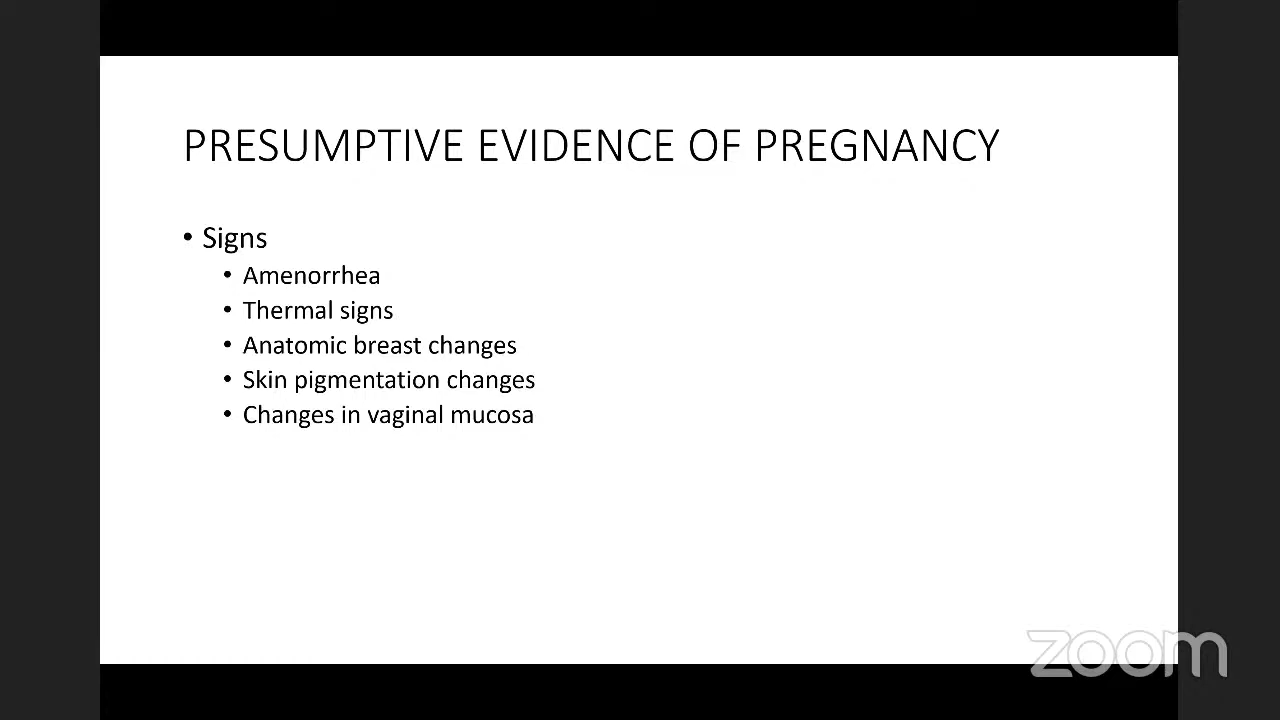 PRESUMPTIVE EVIDENCE OF PREGNANCY
• Signs
• Amenorrhea
• Thermal signs
• Anatomic breast changes
• Skin pigmentation changes
• Changes in vaginal mucosa
zoom